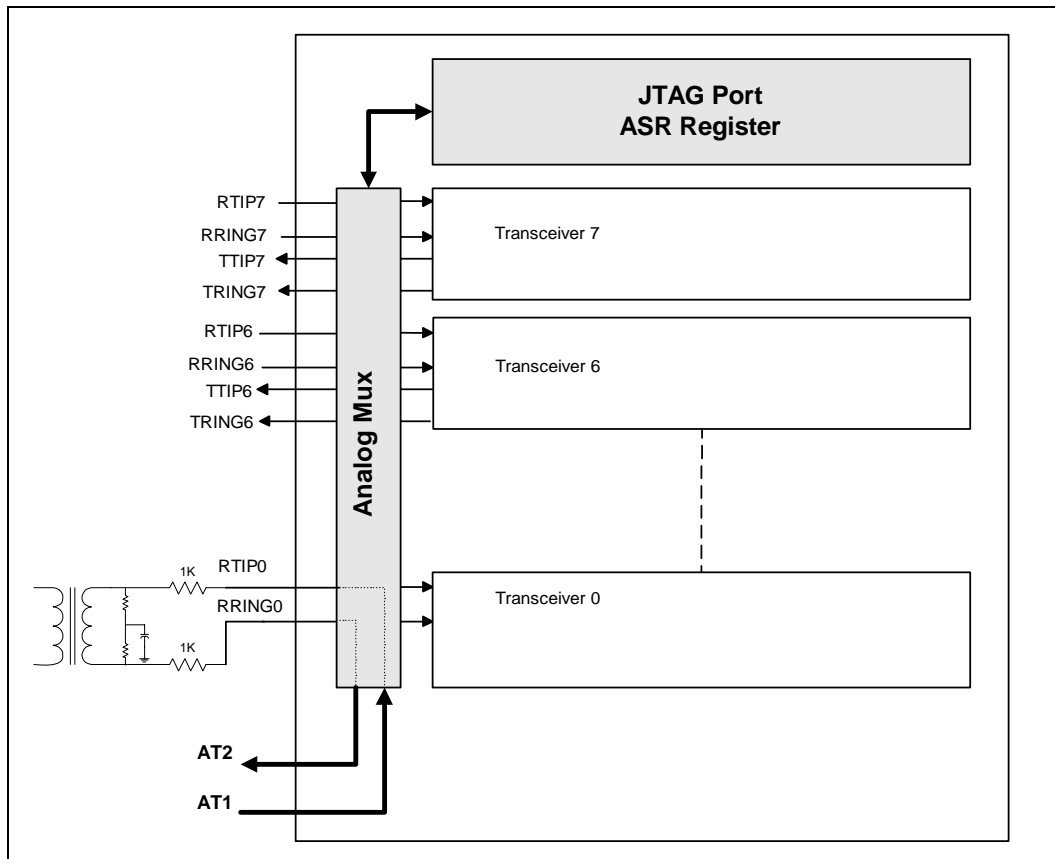 JTAG Port
ASR Register
RTIP7
RRING7
TTIP7
TRING7
Transceiver 7
RTIP6
RRING6
TTIP6
TRING6
Transceiver 6
Analog Mux
1K
RTIP0
RRING0
1K
Transceiver 0
AT2
AT1